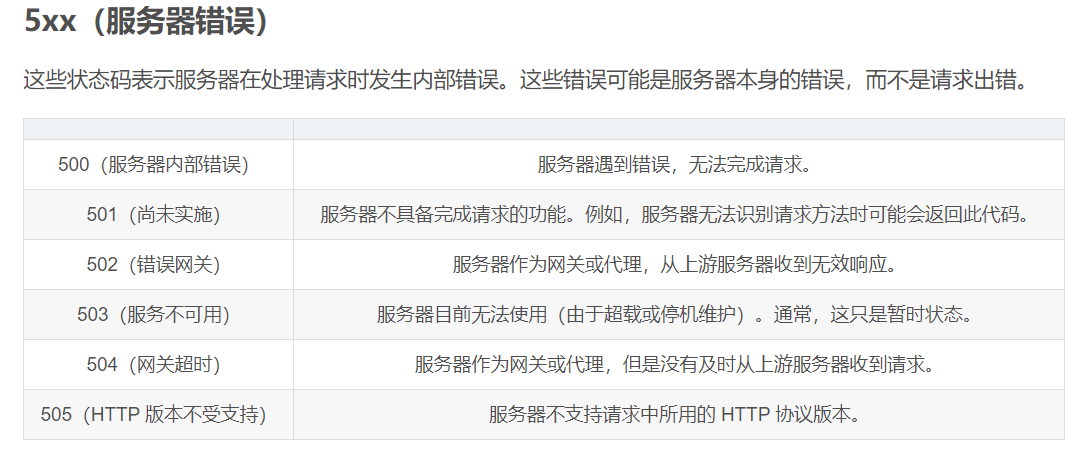 5xx（服务器错误）
这些状态码表示服务器在处理请求时发生内部错误。这些错误可能是服务器本身的错误，而不是请求出错。
500（服务器内部错误） 服务器遇到错误，无法完成请求。
501（尚未实施） 服务器不具备完成请求的功能。例如，服务器无法识别请求方法时可能会返回此代码。
502（错误网关） 服务器作为网关或代理，从上游服务器收到无效响应。
503（服务不可用） 服务器目前无法使用（由于超载或停机维护）。通常，这只是暂时状态。
504（网关超时） 服务器作为网关或代理，但是没有及时从上游服务器收到请求。
505（HTTP 版本不受支持） 服务器不支持请求中所用的 HTTP 协议版本。